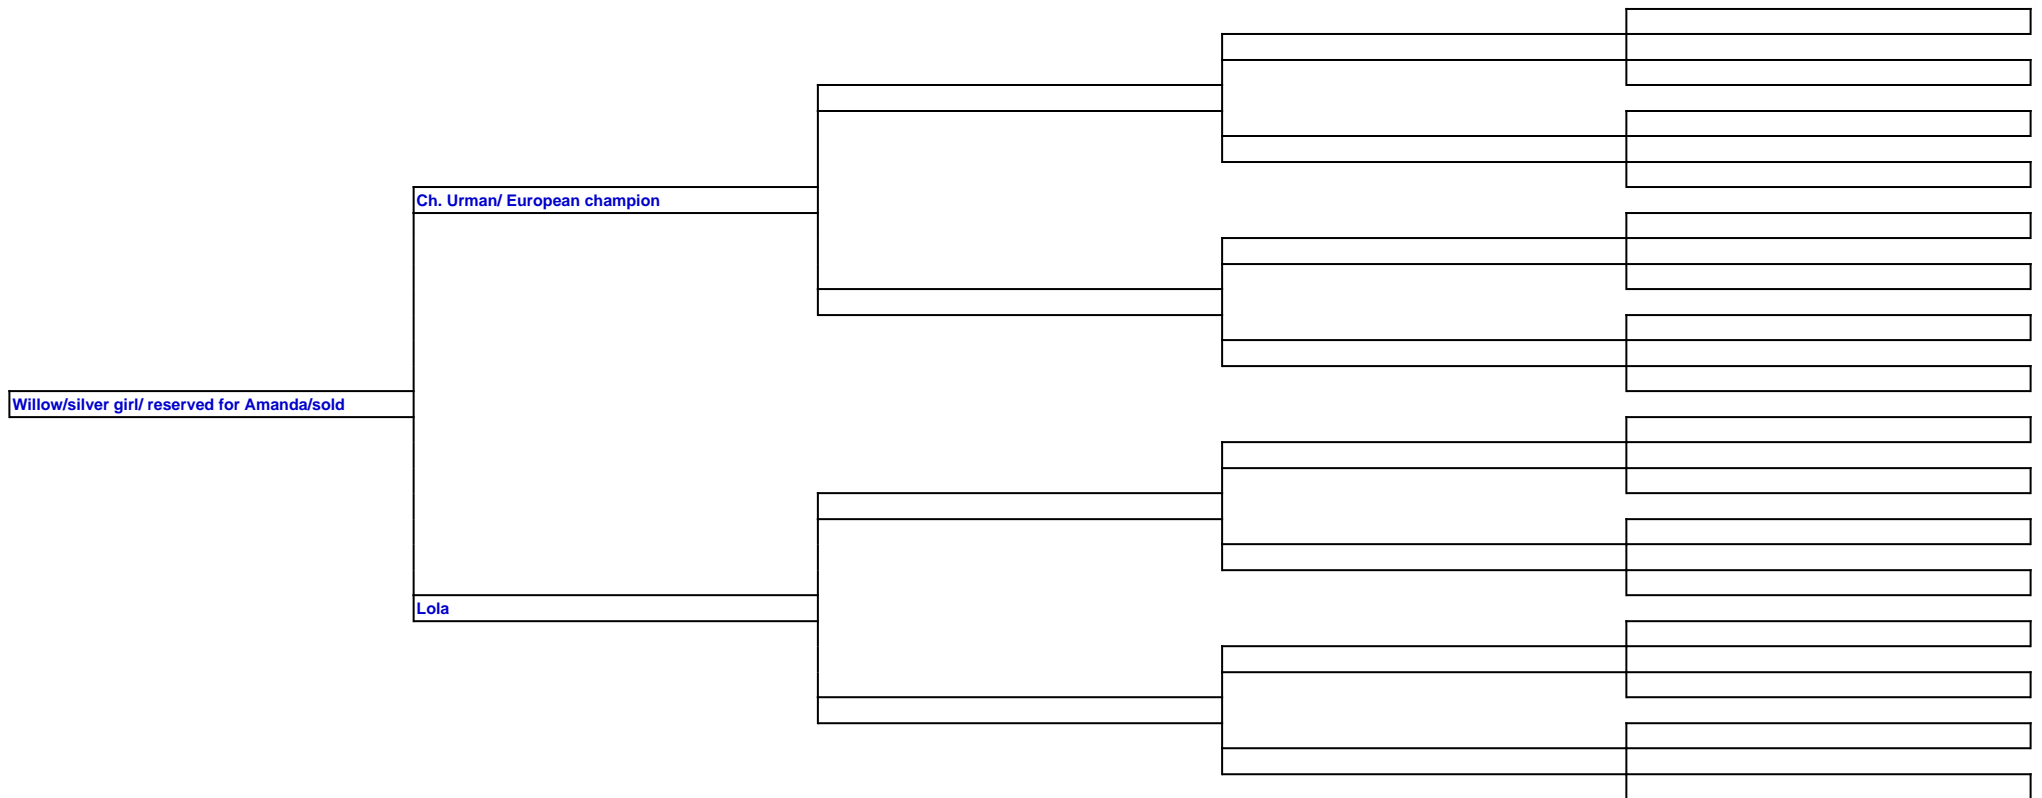 Ch. Urman/ European champion
Willow/silver girl/ reserved for Amanda/sold
Lola